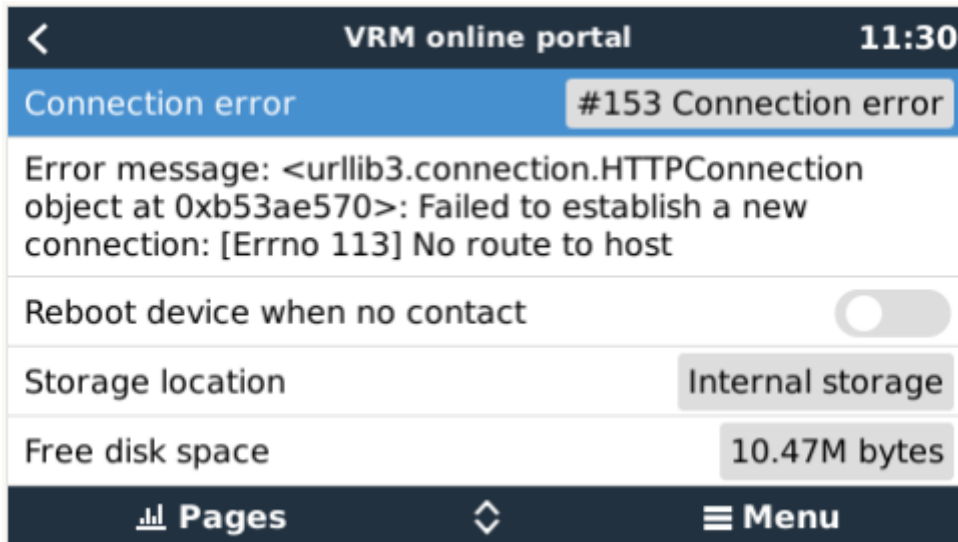 VRM online portal 11:30
Connection error #153 Connection error
Error message: <urllib3.connection.HTTPConnection
object at 0xb53ae570>: Failed to establish a new
connection: [Errno 113] No route to host
Reboot device when no contact
Storage location Internal storage
Free disk space 10.47M bytes
Pages Menu